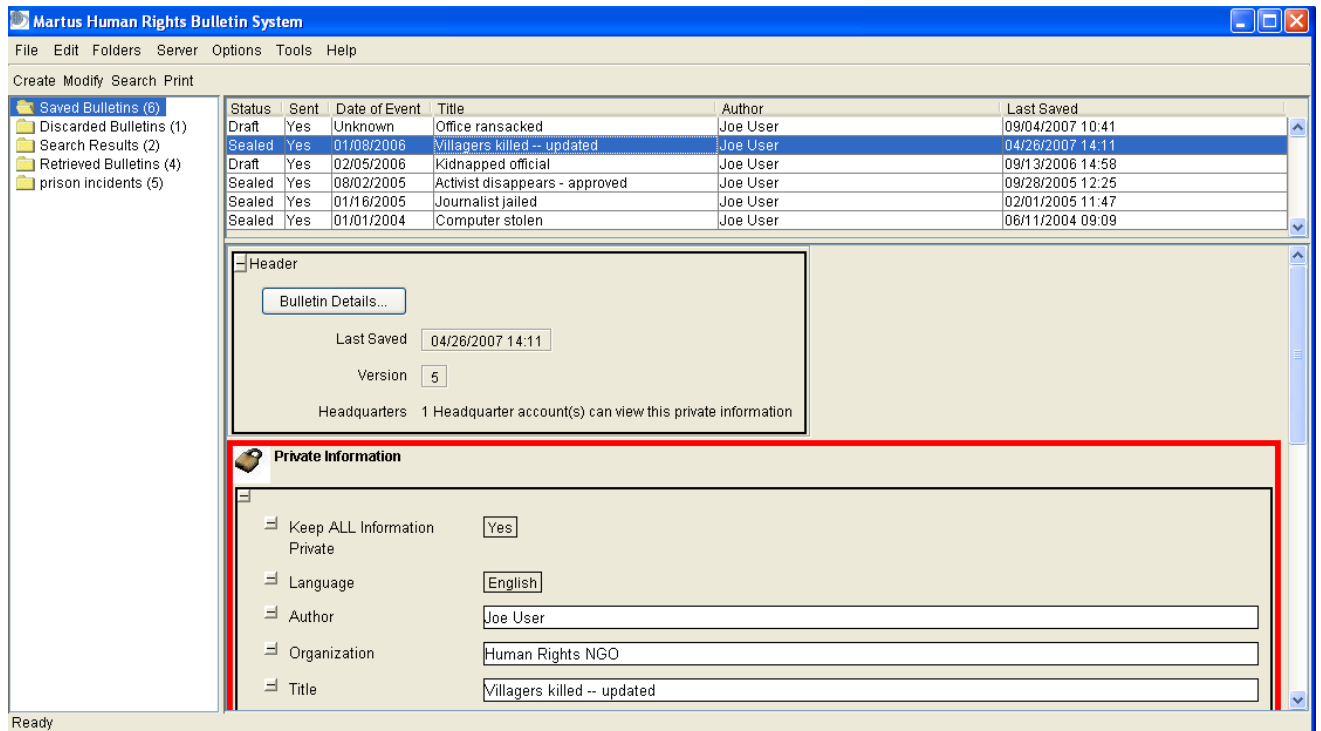 Martus Human Rights Bulletin System
File Edit Folders Server Options Tools Help
Create Modify Search Print
Saved Bulletins (6)
Discarded Bulletins (1)
Search Results (2)
Retrieved Bulletins (4)
prison incidents (5)
Status Sent Date of Event Title Author Last Saved
Draft Yes Unknown Office ransacked Joe User 09/04/2007 10:41
Sealed Yes 01/08/2006 Villagers killed -- updated Joe User 04/26/2007 14:11
Draft Yes 02/05/2006 Kidnapped official Joe User 09/13/2006 14:58
Sealed Yes 08/02/2005 Activist disappears - approved Joe User 09/28/2005 12:25
Sealed Yes 01/16/2005 Journalist jailed Joe User 02/01/2005 11:47
Sealed Yes 01/01/2004 Computer stolen Joe User 06/11/2004 09:09
Header
Bulletin Details...
Last Saved 04/26/2007 14:11
Version 5
Headquarters 1 Headquarter account(s) can view this private information
Private Information
Keep ALL Information Yes
Private
Language English
Author Joe User
Organization Human Rights NGO
Title Villagers killed -- updated
Ready